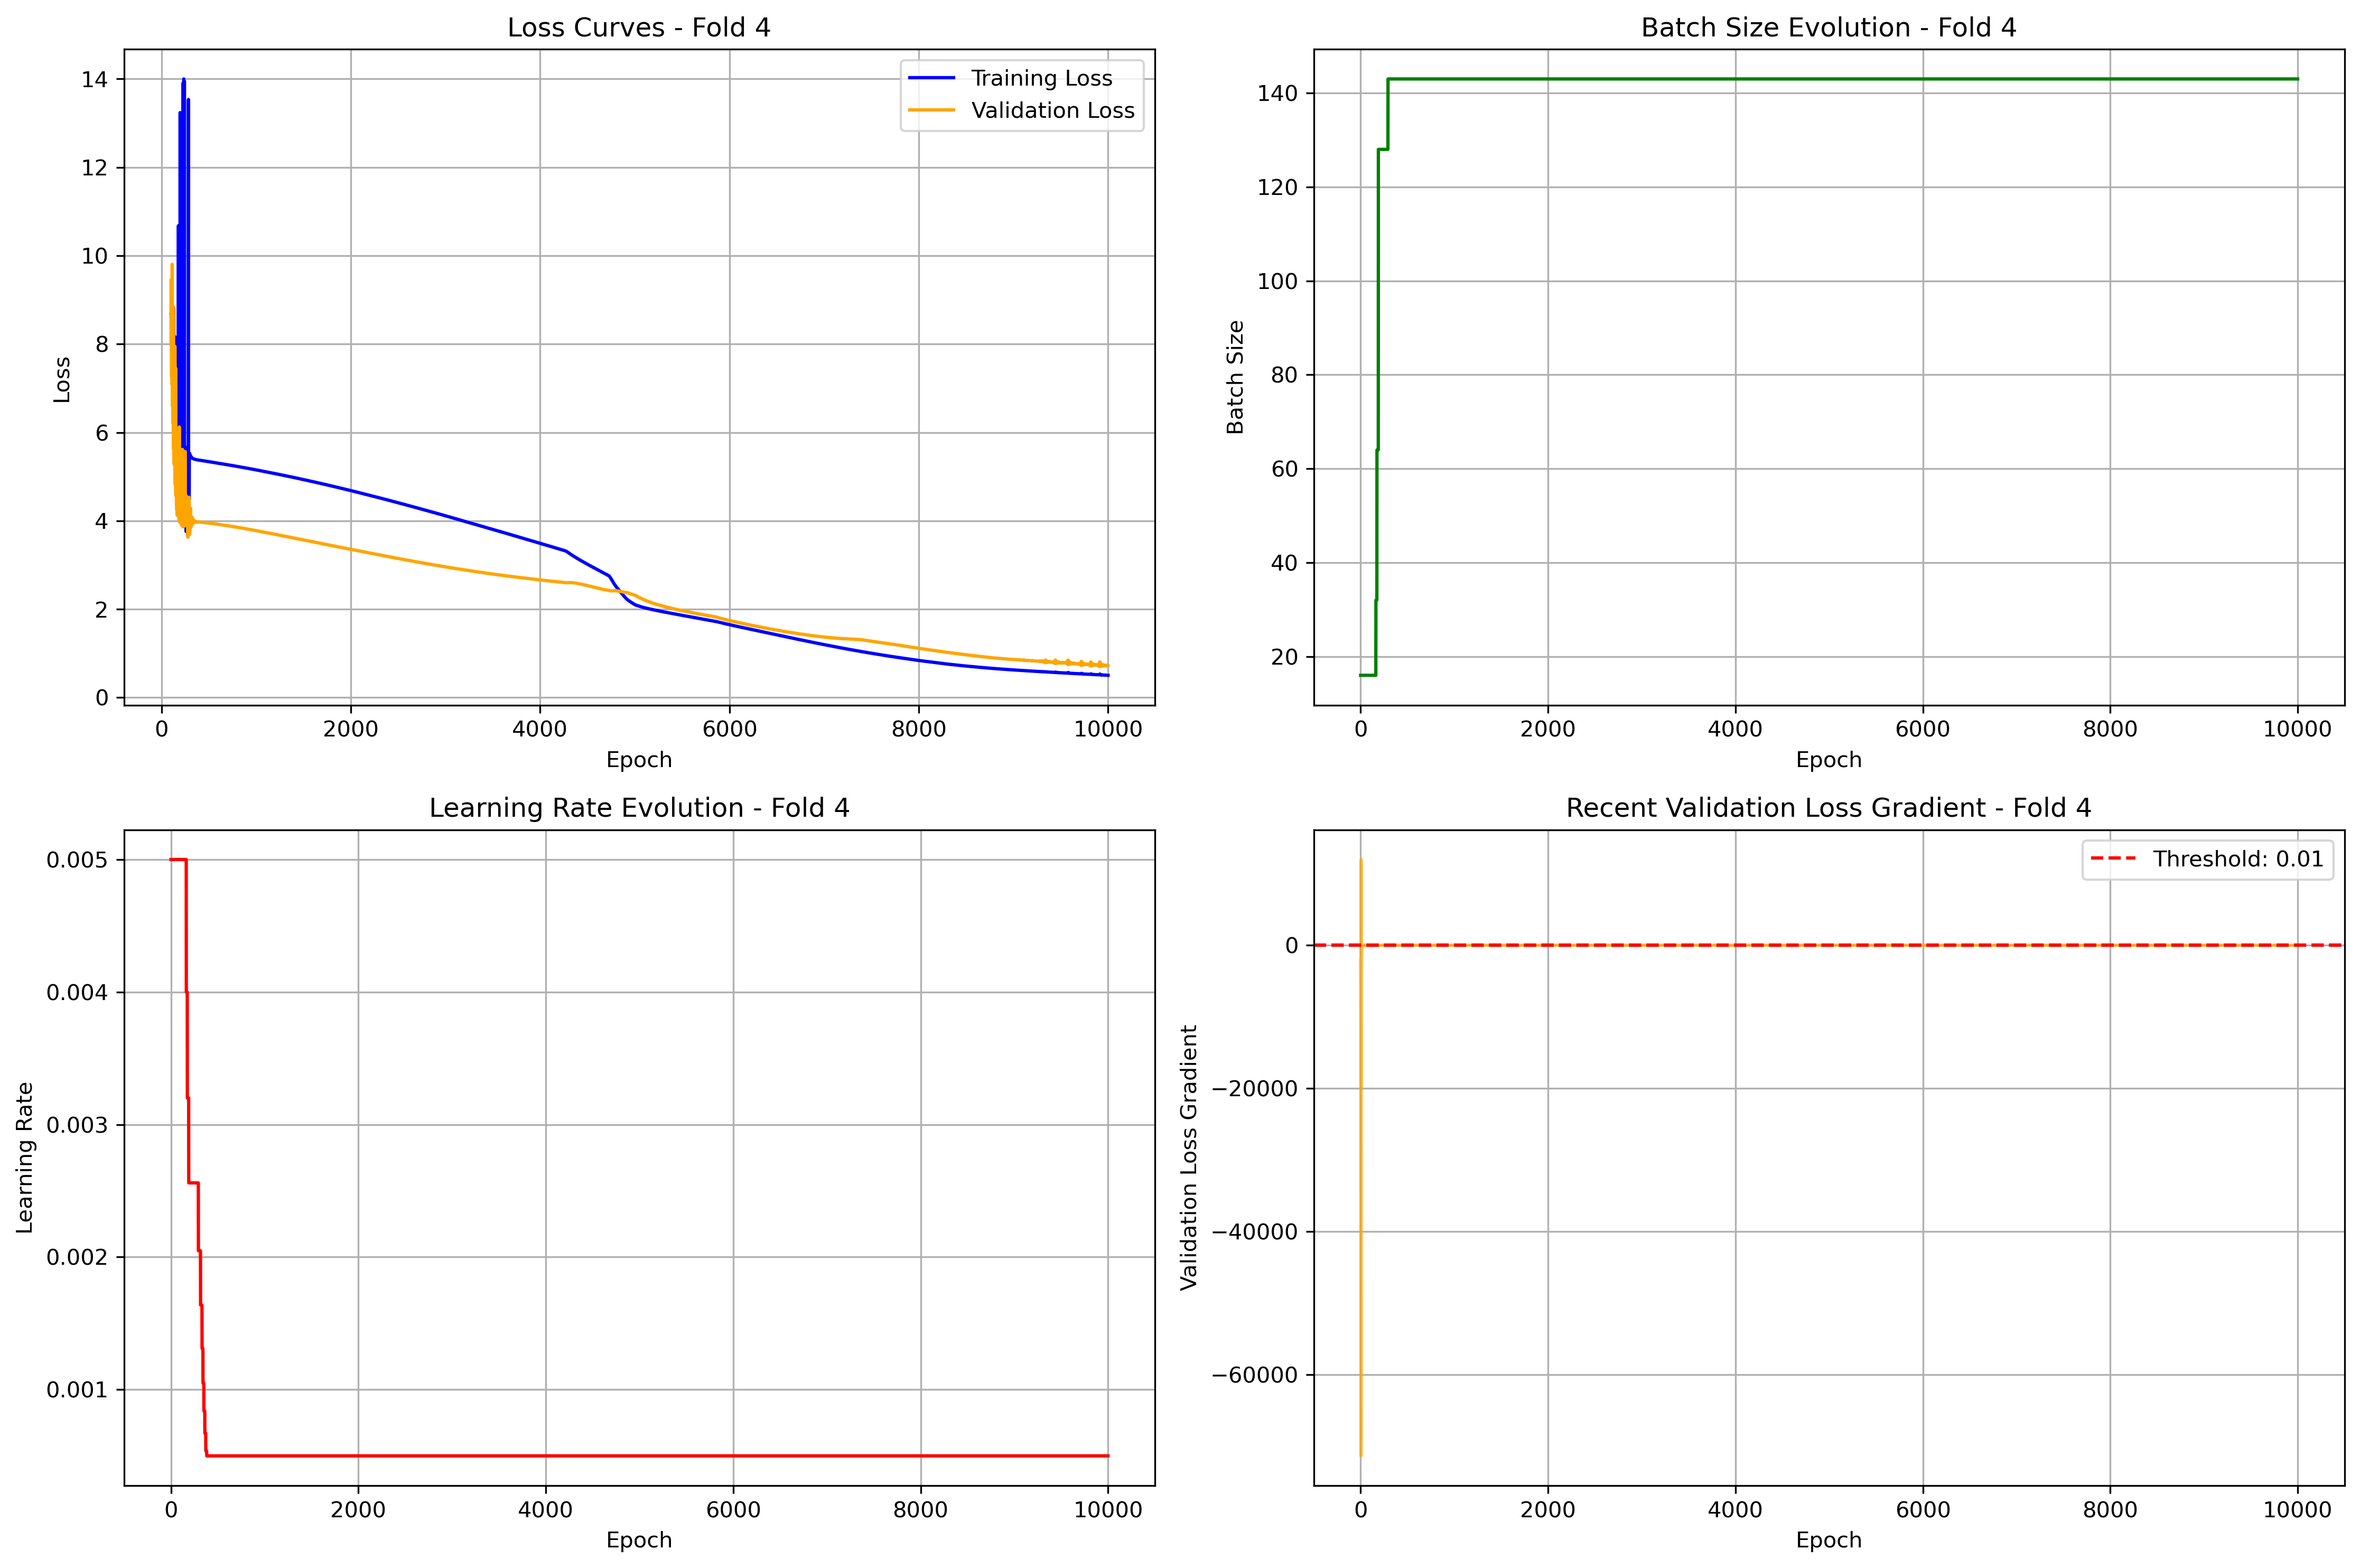 Loss Curves - Fold 4
Training Loss
Validation Loss
14
12
10
8
6
4
2
0
Loss
0 2000 4000 6000 8000 10000
Epoch
Batch Size Evolution - Fold 4
140
120
100
80
60
40
20
Batch Size
0 2000 4000 6000 8000 10000
Epoch
Learning Rate Evolution - Fold 4
0.005
0.004
0.003
0.002
0.001
Learning Rate
0 2000 4000 6000 8000 10000
Epoch
Recent Validation Loss Gradient - Fold 4
Threshold: 0.01
0
−20000
−40000
−60000
Validation Loss Gradient
0 2000 4000 6000 8000 10000
Epoch